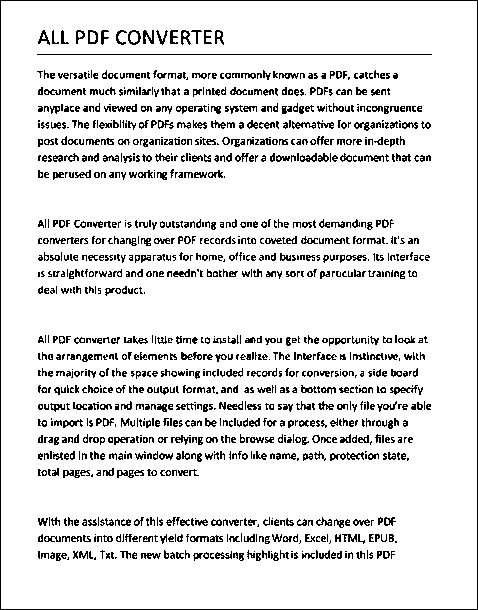 ALL PDF CONVERTER
The versatile document format, more commonly known as a PDF, catches a
document much similarly that a printed document does. PDFs can be sent
anyplace and viewed on any operating system and gadget without incongruence
issues. The flexibility of PDFs makes them a decent alternative for organizations to
post documents on organization sites. Organizations can offer more in-depth
research and analysis to their clients and offer a downloadable document that can
be perused on any working framework.
All PDF Converter is truly outstanding and one of the most demanding PDF
converters for changing over PDF records into coveted document format. It's an
absolute necessity apparatus for home, office and business purposes. Its interface
is straightforward and one needn't bother with any sort of particular training to
deal with this product.
All PDF converter takes little time to install and you get the opportunity to look at
the arrangement of elements before you realize. The Interface is instinctive, with
the majority of the space showing included records for conversion, a side board
for quick choice of the output format, and as well as a bottom section to specify
output location and manage settings. Needless to say that the only file you're able
to import is PDF. Multiple files can be included for a process, either through a
drag and drop operation or relying on the browse dialog. Once added, files are
enlisted in the main window along with info like name, path, protection state,
total pages, and pages to convert.
With the assistance of this effective converter, clients can change over PDF
documents into different yield formats including Word, Excel, HTML, EPUB,
Image, XML, Txt. The new batch processing highlight is included in this PDF